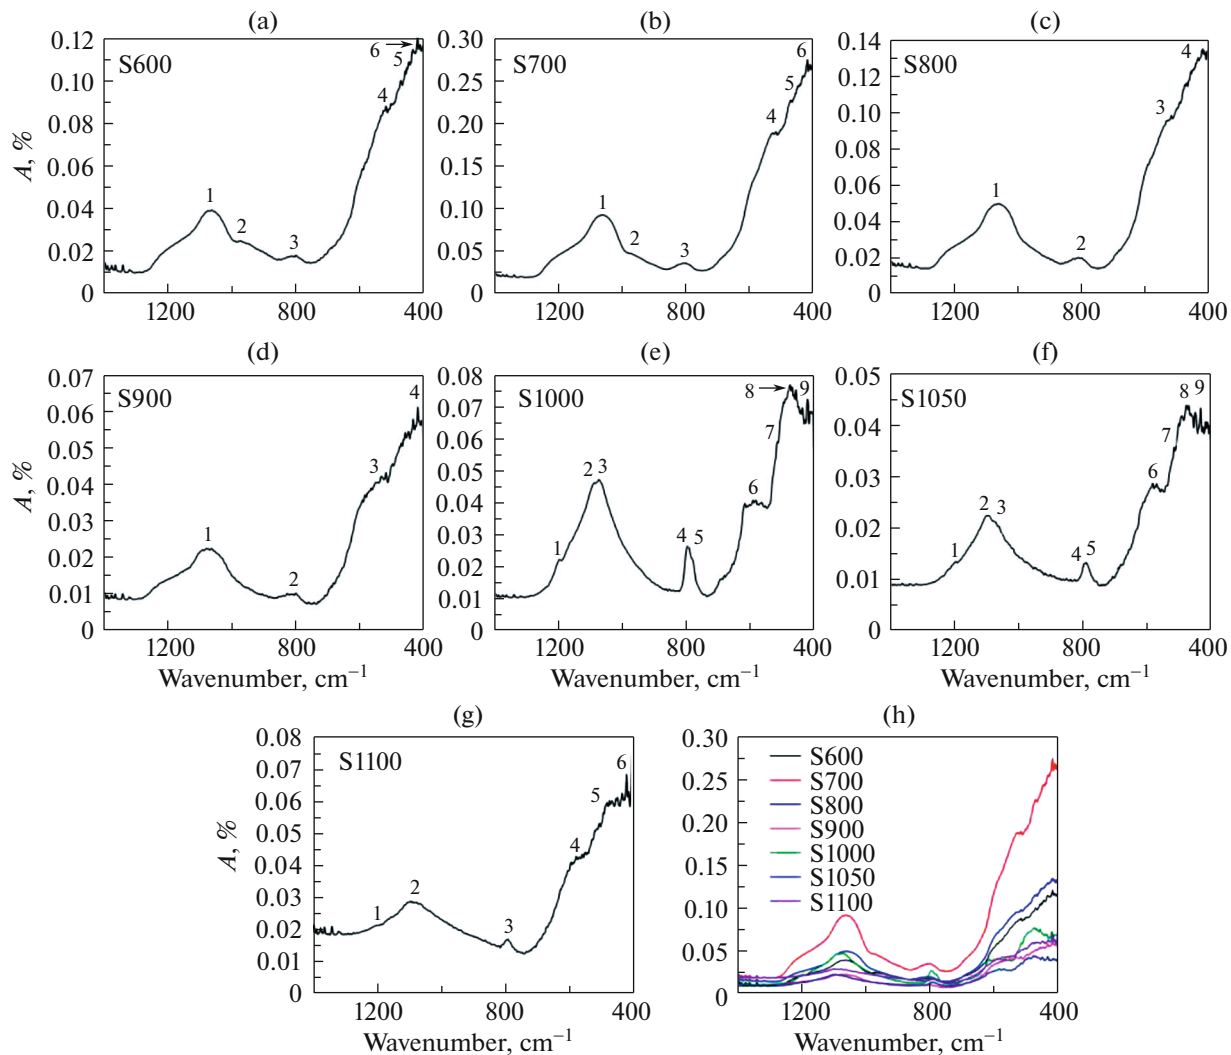 (a) (b) (c)
S600
0.12
0.10
0.08
0.06
0.04
0.02
0
A, %
1 2 3 4 5 6
1200 800 400
S700
0.30
0.25
0.20
0.15
0.10
0.05
0
1 2 3 4 5 6
1200 800 400
S800
0.14
0.12
0.10
0.08
0.06
0.04
0.02
0
1 2 3 4
1200 800 400
(d) (e) (f)
S900
0.07
0.06
0.05
0.04
0.03
0.02
0.01
0
A, %
1 2 3 4
1200 800 400
Wavenumber, cm⁻¹
S1000
0.08
0.07
0.06
0.05
0.04
0.03
0.02
0.01
0
1 2 3 4 5 6 7 8 9
1200 800 400
Wavenumber, cm⁻¹
S1050
0.05
0.04
0.03
0.02
0.01
0
1 2 3 4 5 6 7 8 9
1200 800 400
Wavenumber, cm⁻¹
(g) (h)
S1100
0.08
0.07
0.06
0.05
0.04
0.03
0.02
0.01
0
A, %
1 2 3 4 5 6
1200 800 400
Wavenumber, cm⁻¹
0.30
0.25
0.20
0.15
0.10
0.05
0
S600
S700
S800
S900
S1000
S1050
S1100
1200 800 400
Wavenumber, cm⁻¹